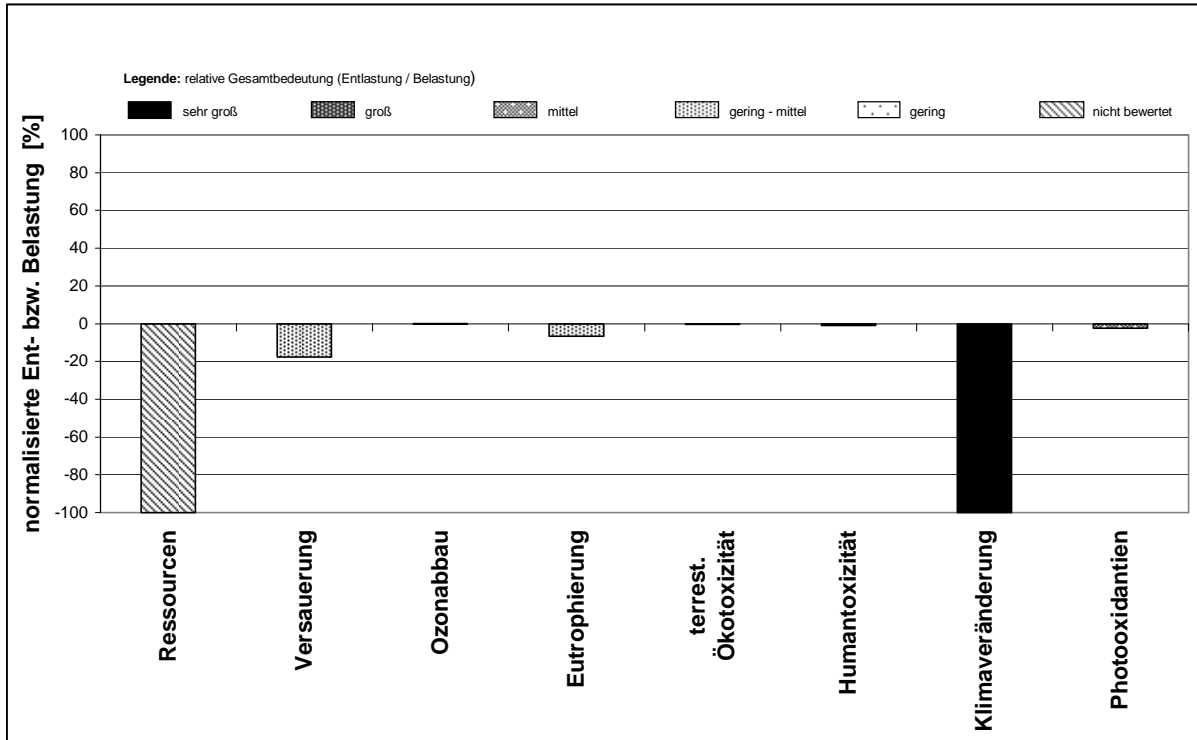 Legende: relative Gesamtbedeutung (Entlastung / Belastung)
sehr groß
groß
mittel
gering - mittel
gering
nicht bewertet
normalisierte Ent- bzw. Belastung [%]
100
80
60
40
20
0
-20
-40
-60
-80
-100
Ressourcen
Versauerung
Ozonabbau
Eutrophierung
terrest.
Ökotoxizität
Humantoxizität
Klimaveränderung
Photooxidantien